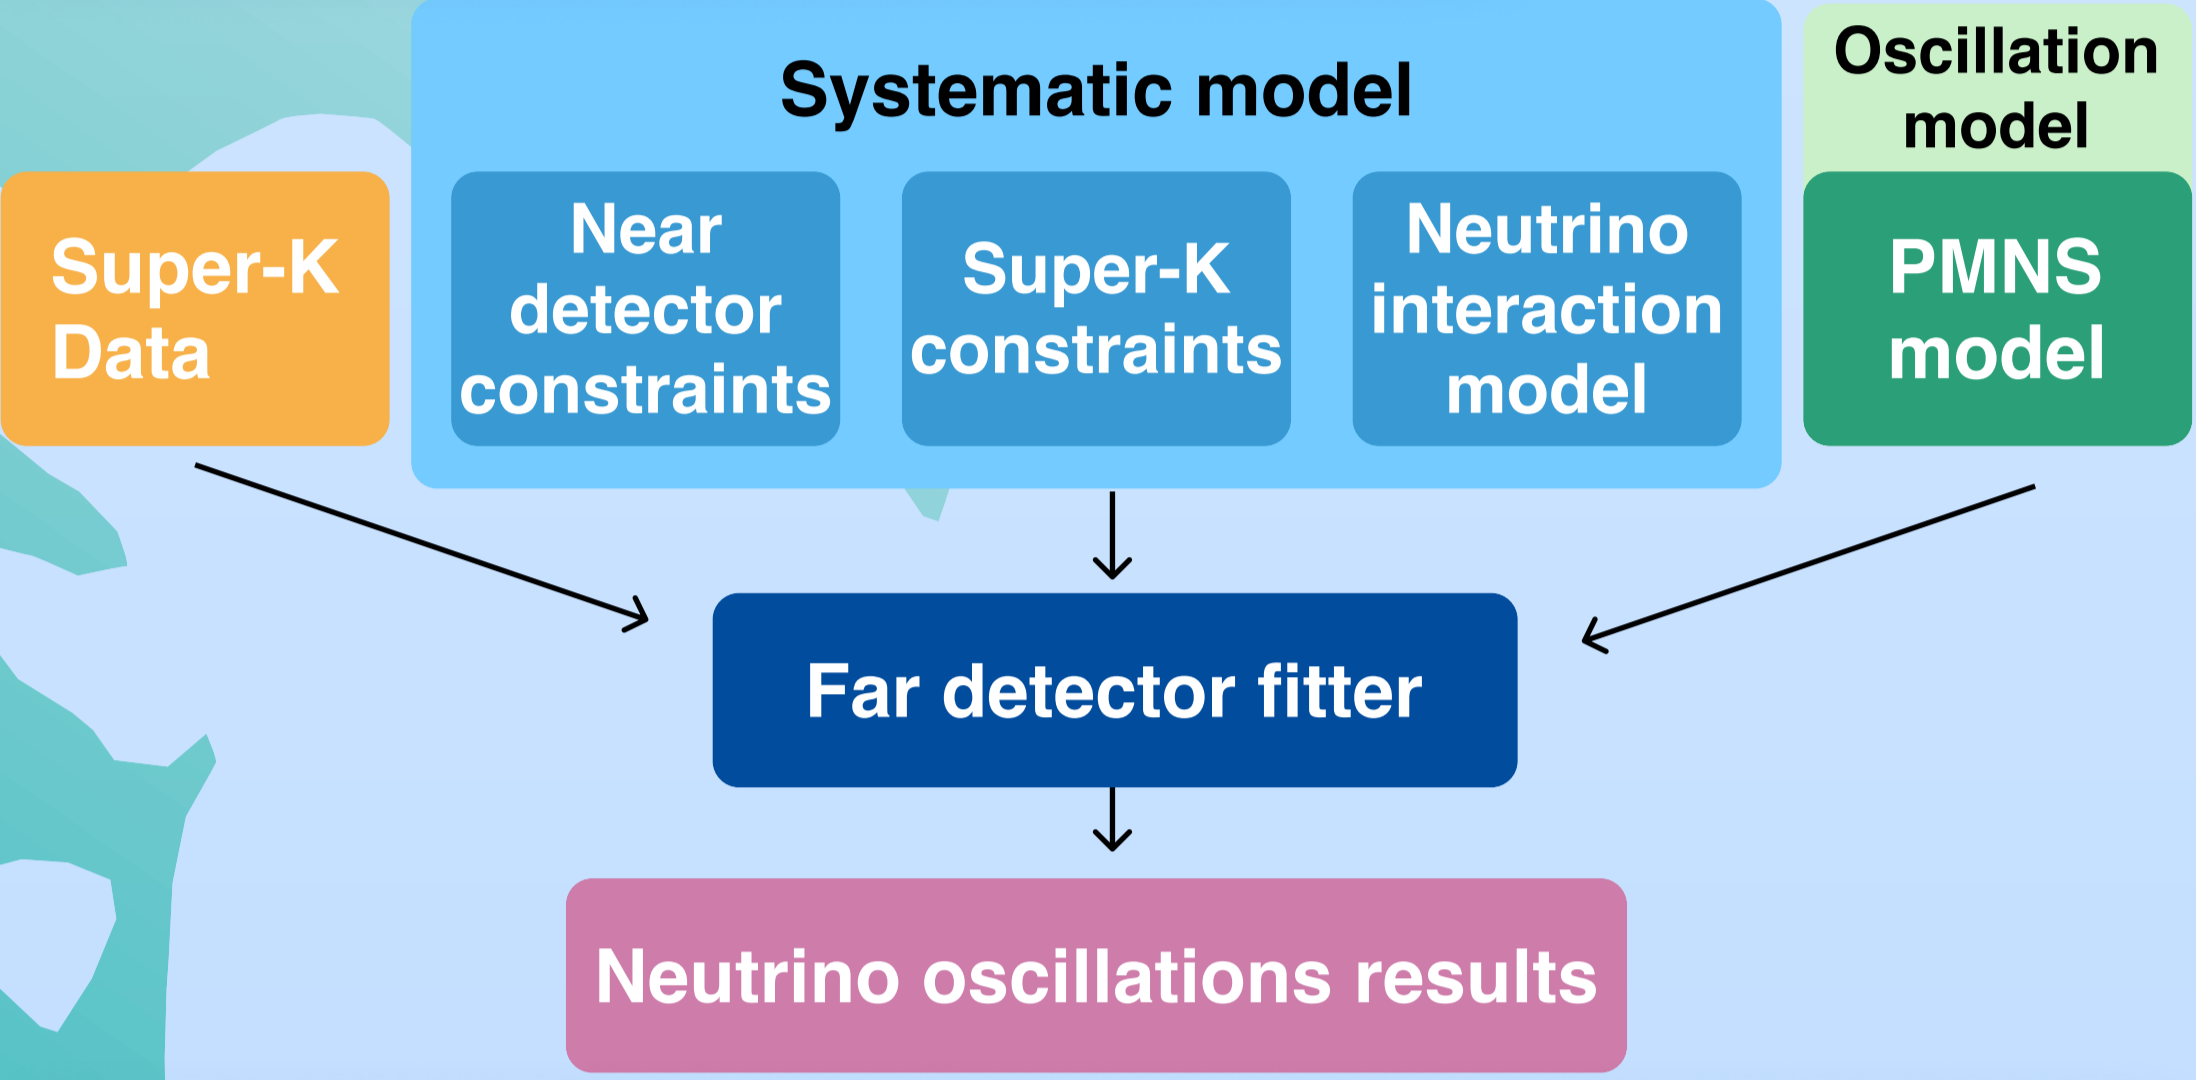 Systematic model
Oscillation
model
Super-K
Data
Near
detector
constraints
Super-K
constraints
Neutrino
interaction
model
PMNS
model
Far detector fitter
Neutrino oscillations results